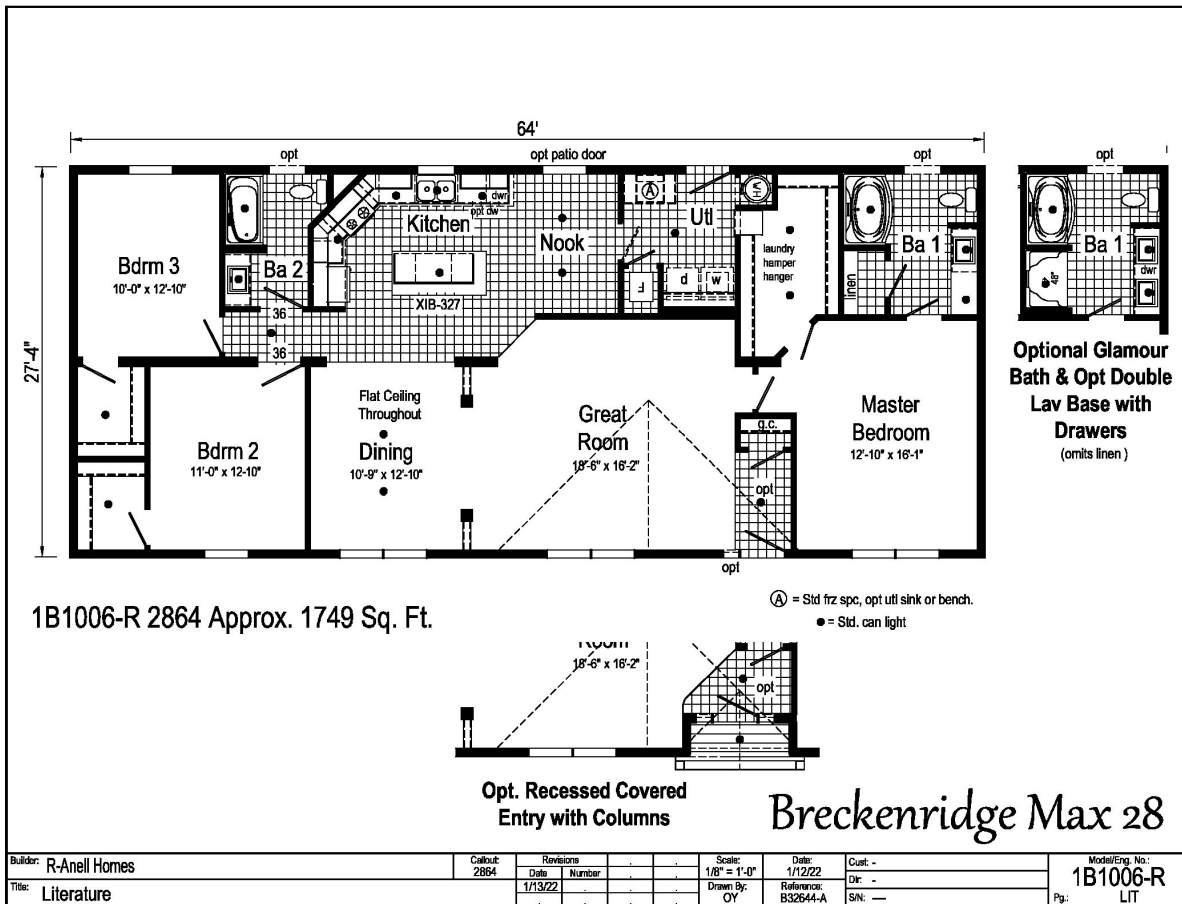 64'
opt
opt patio door
opt
opt
27'-4"
Bdrm 3
10'-0" x 12'-10"
Ba 2
36
36
Kitchen
dwr
opt dw
XIB-327
Nook
A
Utl
WH
F
d
w
laundry
hamper
hanger
linen
Ba 1
Ba 1
dwr
48"
Optional Glamour
Bath & Opt Double
Lav Base with
Drawers
(omits linen )
Bdrm 2
11'-0" x 12-10"
Flat Ceiling
Throughout
Dining
10'-9" x 12'-10"
Great
Room
18'-6" x 16'-2"
g.c.
opt
opt
Master
Bedroom
12'-10" x 16'-1"
1B1006-R 2864 Approx. 1749 Sq. Ft.
A = Std frz spc, opt utl sink or bench.
● = Std. can light
Room
18'-6" x 16'-2"
opt
Opt. Recessed Covered
Entry with Columns
Breckenridge Max 28
Builder: R-Anell Homes
Title: Literature
Callout:
2864
Revisions
Date Number
1/13/22
Scale:
1/8" = 1'-0"
Drawn By:
OY
Date:
1/12/22
Reference:
B32644-A
Cust: -
Dlr: -
S/N: —
Model/Eng. No.:
1B1006-R
Pg.: LIT